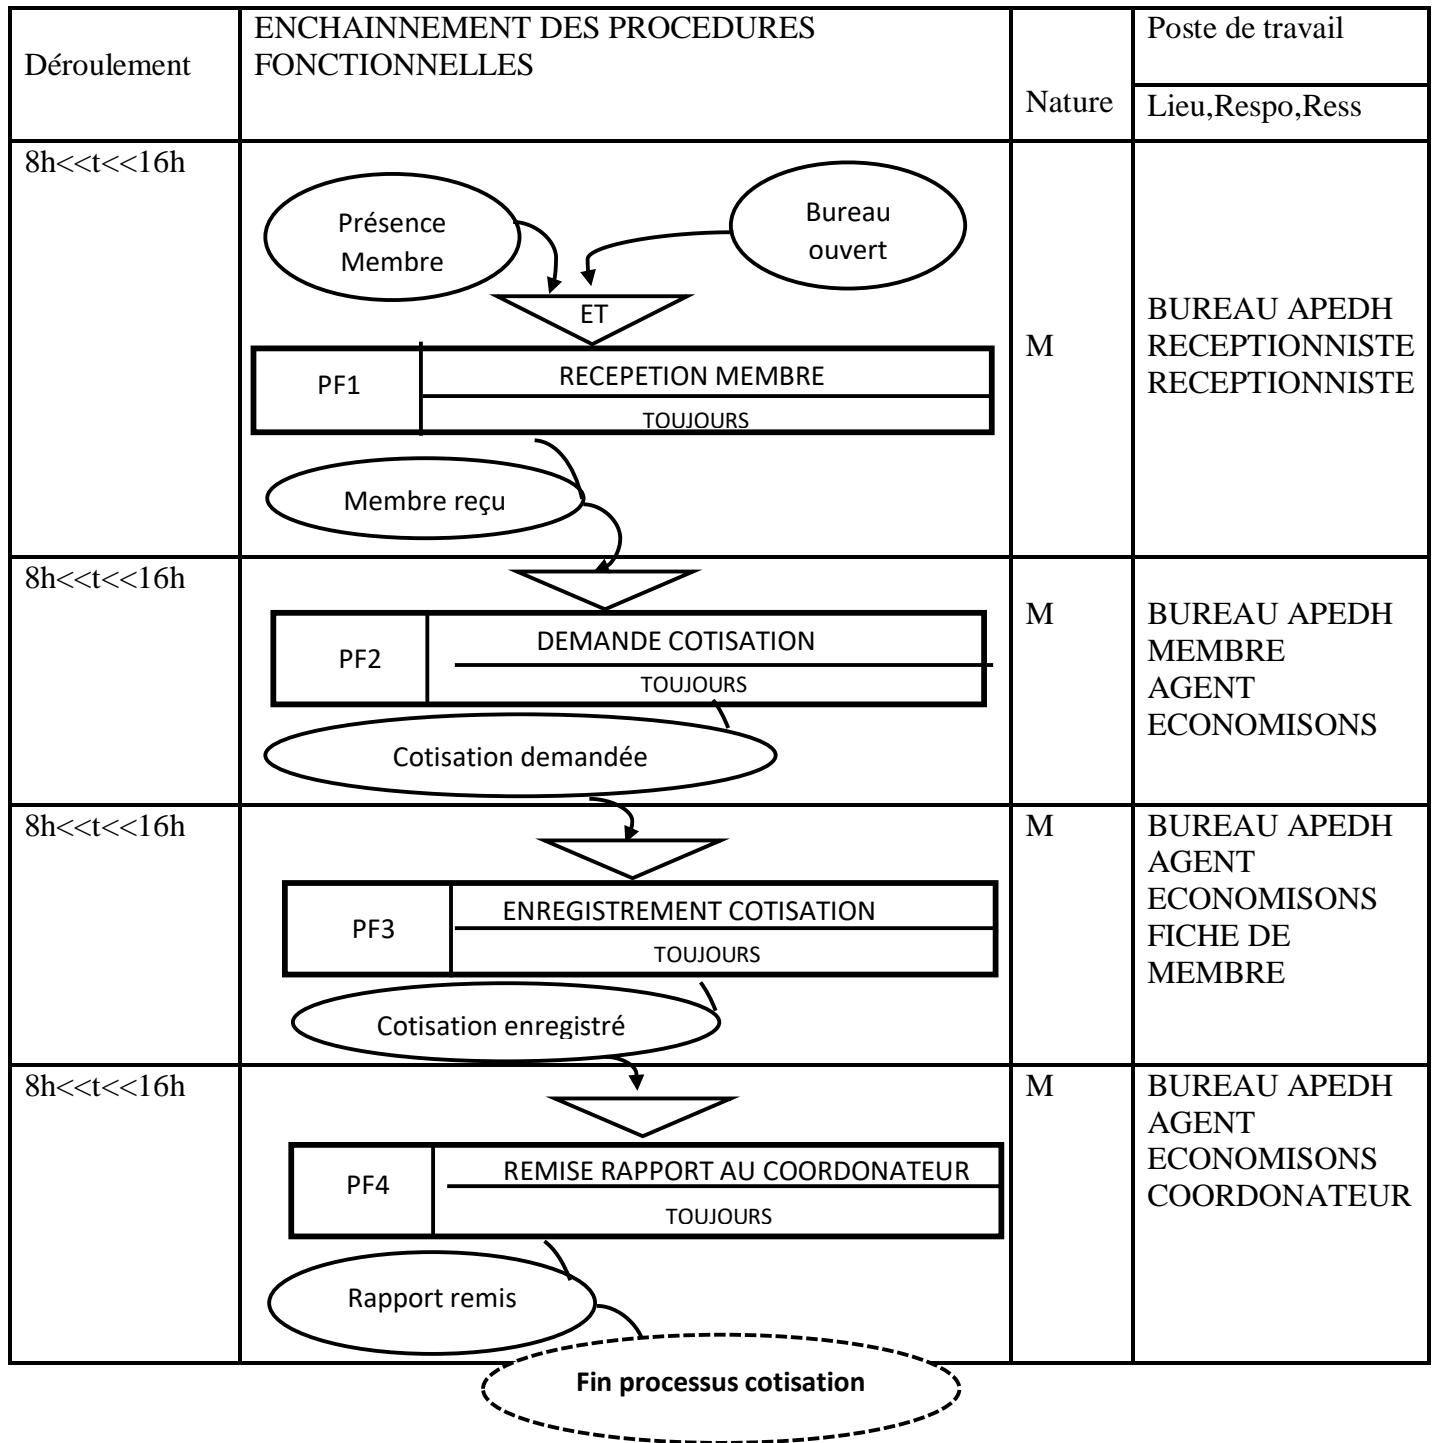 Déroulement
ENCHAINNEMENT DES PROCEDURES
FONCTIONNELLES
Nature
Poste de travail
Lieu,Respo,Ress
8h<<t<<16h
Présence
Membre
Bureau
ouvert
ET
PF1
RECEPETION MEMBRE
TOUJOURS
Membre reçu
M
BUREAU APEDH
RECEPTIONNISTE
RECEPTIONNISTE
8h<<t<<16h
PF2
DEMANDE COTISATION
TOUJOURS
Cotisation demandée
M
BUREAU APEDH
MEMBRE
AGENT
ECONOMISONS
8h<<t<<16h
PF3
ENREGISTREMENT COTISATION
TOUJOURS
Cotisation enregistré
M
BUREAU APEDH
AGENT
ECONOMISONS
FICHE DE
MEMBRE
8h<<t<<16h
PF4
REMISE RAPPORT AU COORDONATEUR
TOUJOURS
Rapport remis
M
BUREAU APEDH
AGENT
ECONOMISONS
COORDONATEUR
Fin processus cotisation